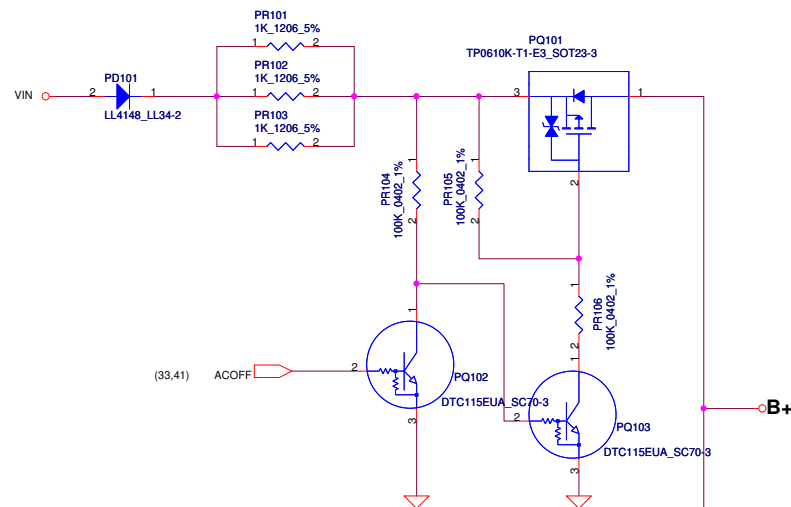 PR101
1K_1206_5%
1 2
PR102
1K_1206_5%
1 2
PR103
1K_1206_5%
1 2
VIN
PD101
2 1
LL4148_LL34-2
PQ101
TP0610K-T1-E3_SOT23-3
3 1
2
1
PR104
100K_0402_1%
2
1
PR105
100K_0402_1%
2
1
PR106
100K_0402_1%
2
(33,41) ACOFF
2
1
PQ102
DTC115EUA_SC70-3
3
1
2
PQ103
DTC115EUA_SC70-3
3
B+